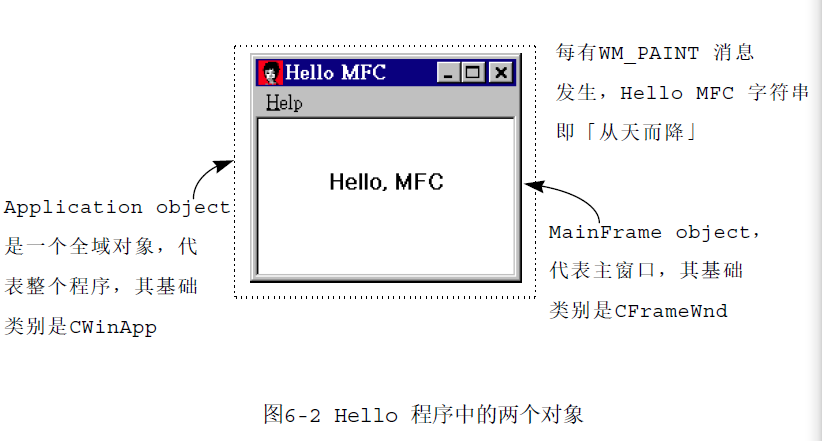 每有WM_PAINT 消息
发生，Hello MFC 字符串
即「从天而降」
Hello MFC
Help
Hello, MFC
Application object
是一个全域对象，代
表整个程序，其基础
类别是CWinApp
MainFrame object，
代表主窗口，其基础
类别是CFrameWnd
图6-2 Hello 程序中的两个对象